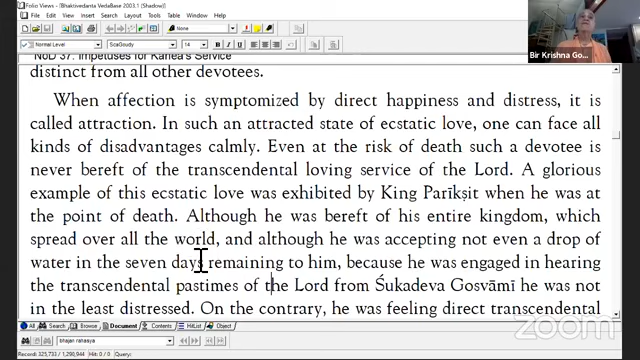 Folio Views - [Bhaktivedanta VedaBase 2003.1 (Shadow)]
File Edit Insert Search Layout Tools Window Help
<None>
Normal Level ScaGoudy 14
NoD 37: Impetuses for Kṛṣṇa's Service
distinct from all other devotees.
When affection is symptomized by direct happiness and distress, it is
called attraction. In such an attracted state of ecstatic love, one can face all
kinds of disadvantages calmly. Even at the risk of death such a devotee is
never bereft of the transcendental loving service of the Lord. A glorious
example of this ecstatic love was exhibited by King Parīkṣit when he was at
the point of death. Although he was bereft of his entire kingdom, which
spread over all the world, and although he was accepting not even a drop of
water in the seven days remaining to him, because he was engaged in hearing
the transcendental pastimes of the Lord from Śukadeva Gosvāmī he was not
in the least distressed. On the contrary, he was feeling direct transcendental
All Search Browse Document Contents HitList Object
bhajan rahasya
Record: 325,733 / 1,298,944 Hit: 0 / 0 Query:
Bir Krishna Go...
zoom